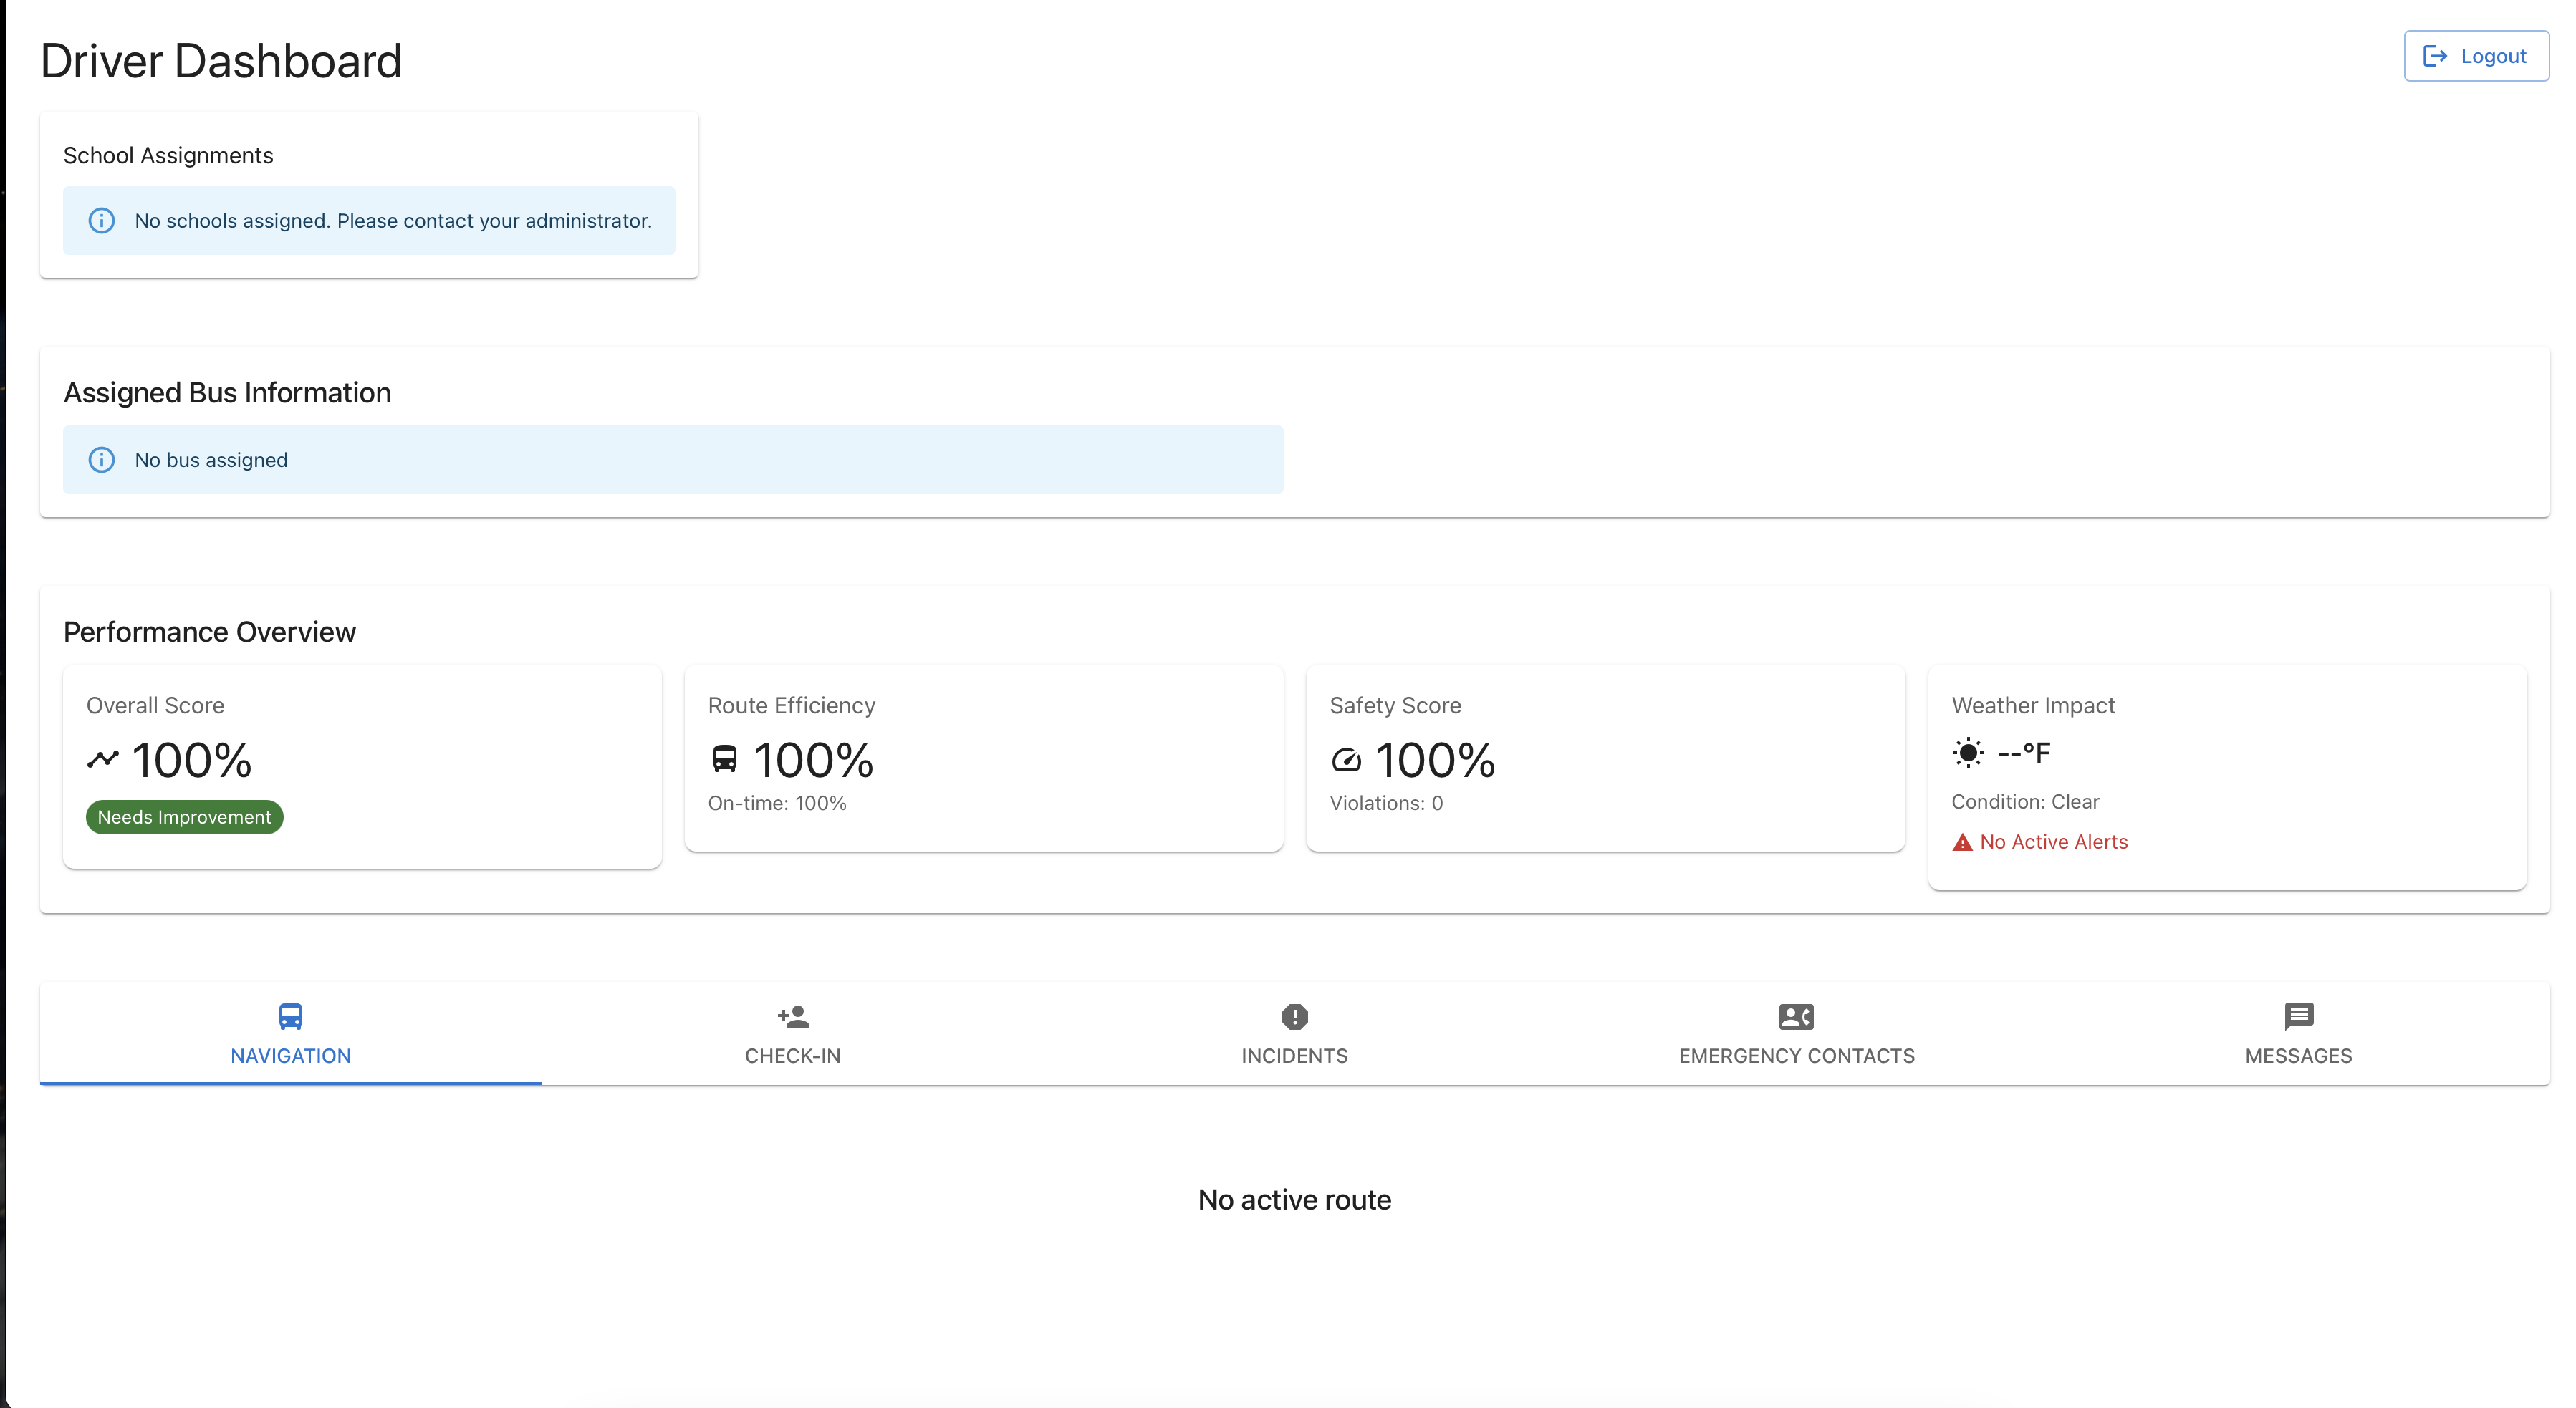 Driver Dashboard
Logout
School Assignments
No schools assigned. Please contact your administrator.
Assigned Bus Information
No bus assigned
Performance Overview
Overall Score
100%
Needs Improvement
Route Efficiency
100%
On-time: 100%
Safety Score
100%
Violations: 0
Weather Impact
--°F
Condition: Clear
No Active Alerts
NAVIGATION
CHECK-IN
INCIDENTS
EMERGENCY CONTACTS
MESSAGES
No active route